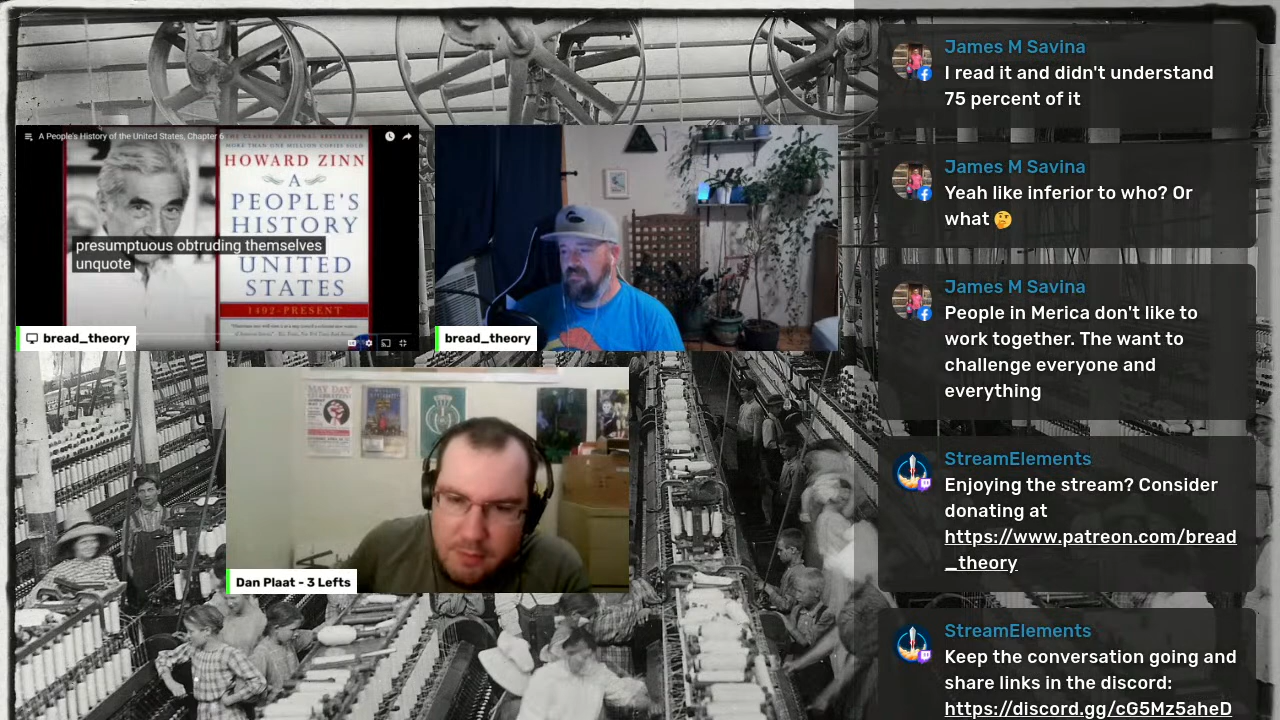 A People's History of the United States, Chapter 6
THE CLASSIC NATIONAL BESTSELLER
MORE THAN ONE MILLION COPIES SOLD
HOWARD ZINN
A
PEOPLE'S
HISTORY
UNITED
STATES
1492-PRESENT
presumptuous obtruding themselves
unquote
bread_theory
bread_theory
MAY DAY
Dan Plaat - 3 Lefts
James M Savina
I read it and didn't understand
75 percent of it
James M Savina
Yeah like inferior to who? Or
what 🤔
James M Savina
People in Merica don't like to
work together. The want to
challenge everyone and
everything
StreamElements
Enjoying the stream? Consider
donating at
https://www.patreon.com/bread
_theory
StreamElements
Keep the conversation going and
share links in the discord:
https://discord.gg/cG5Mz5aheD